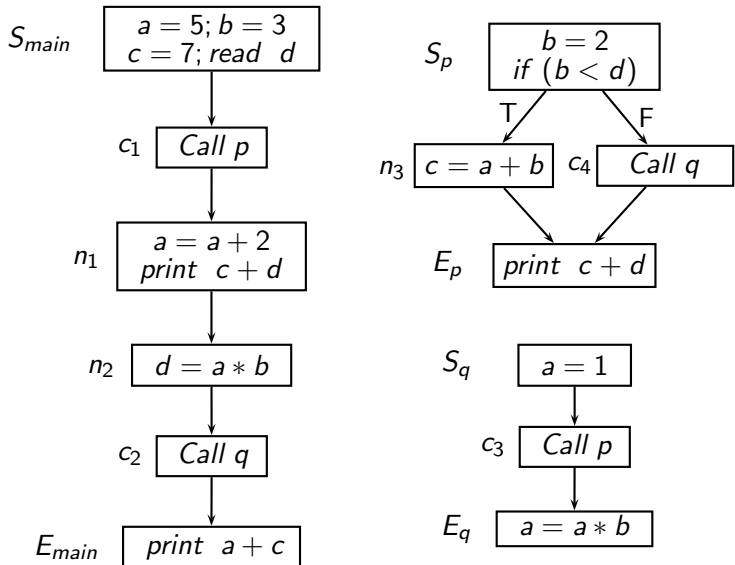 S_main
a = 5; b = 3
c = 7; read d
c_1
Call p
n_1
a = a + 2
print c + d
n_2
d = a * b
c_2
Call q
E_main
print a + c
S_p
b = 2
if (b < d)
T
F
n_3
c = a + b
c_4
Call q
E_p
print c + d
S_q
a = 1
c_3
Call p
E_q
a = a * b